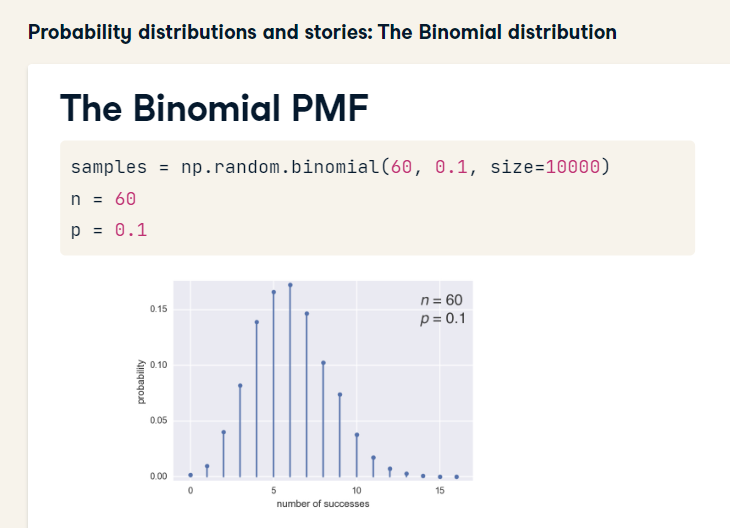 Probability distributions and stories: The Binomial distribution
The Binomial PMF
samples = np.random.binomial(60, 0.1, size=10000)
n = 60
p = 0.1
n = 60
p = 0.1
0.15
0.10
0.05
0.00
probability
0 5 10 15
number of successes